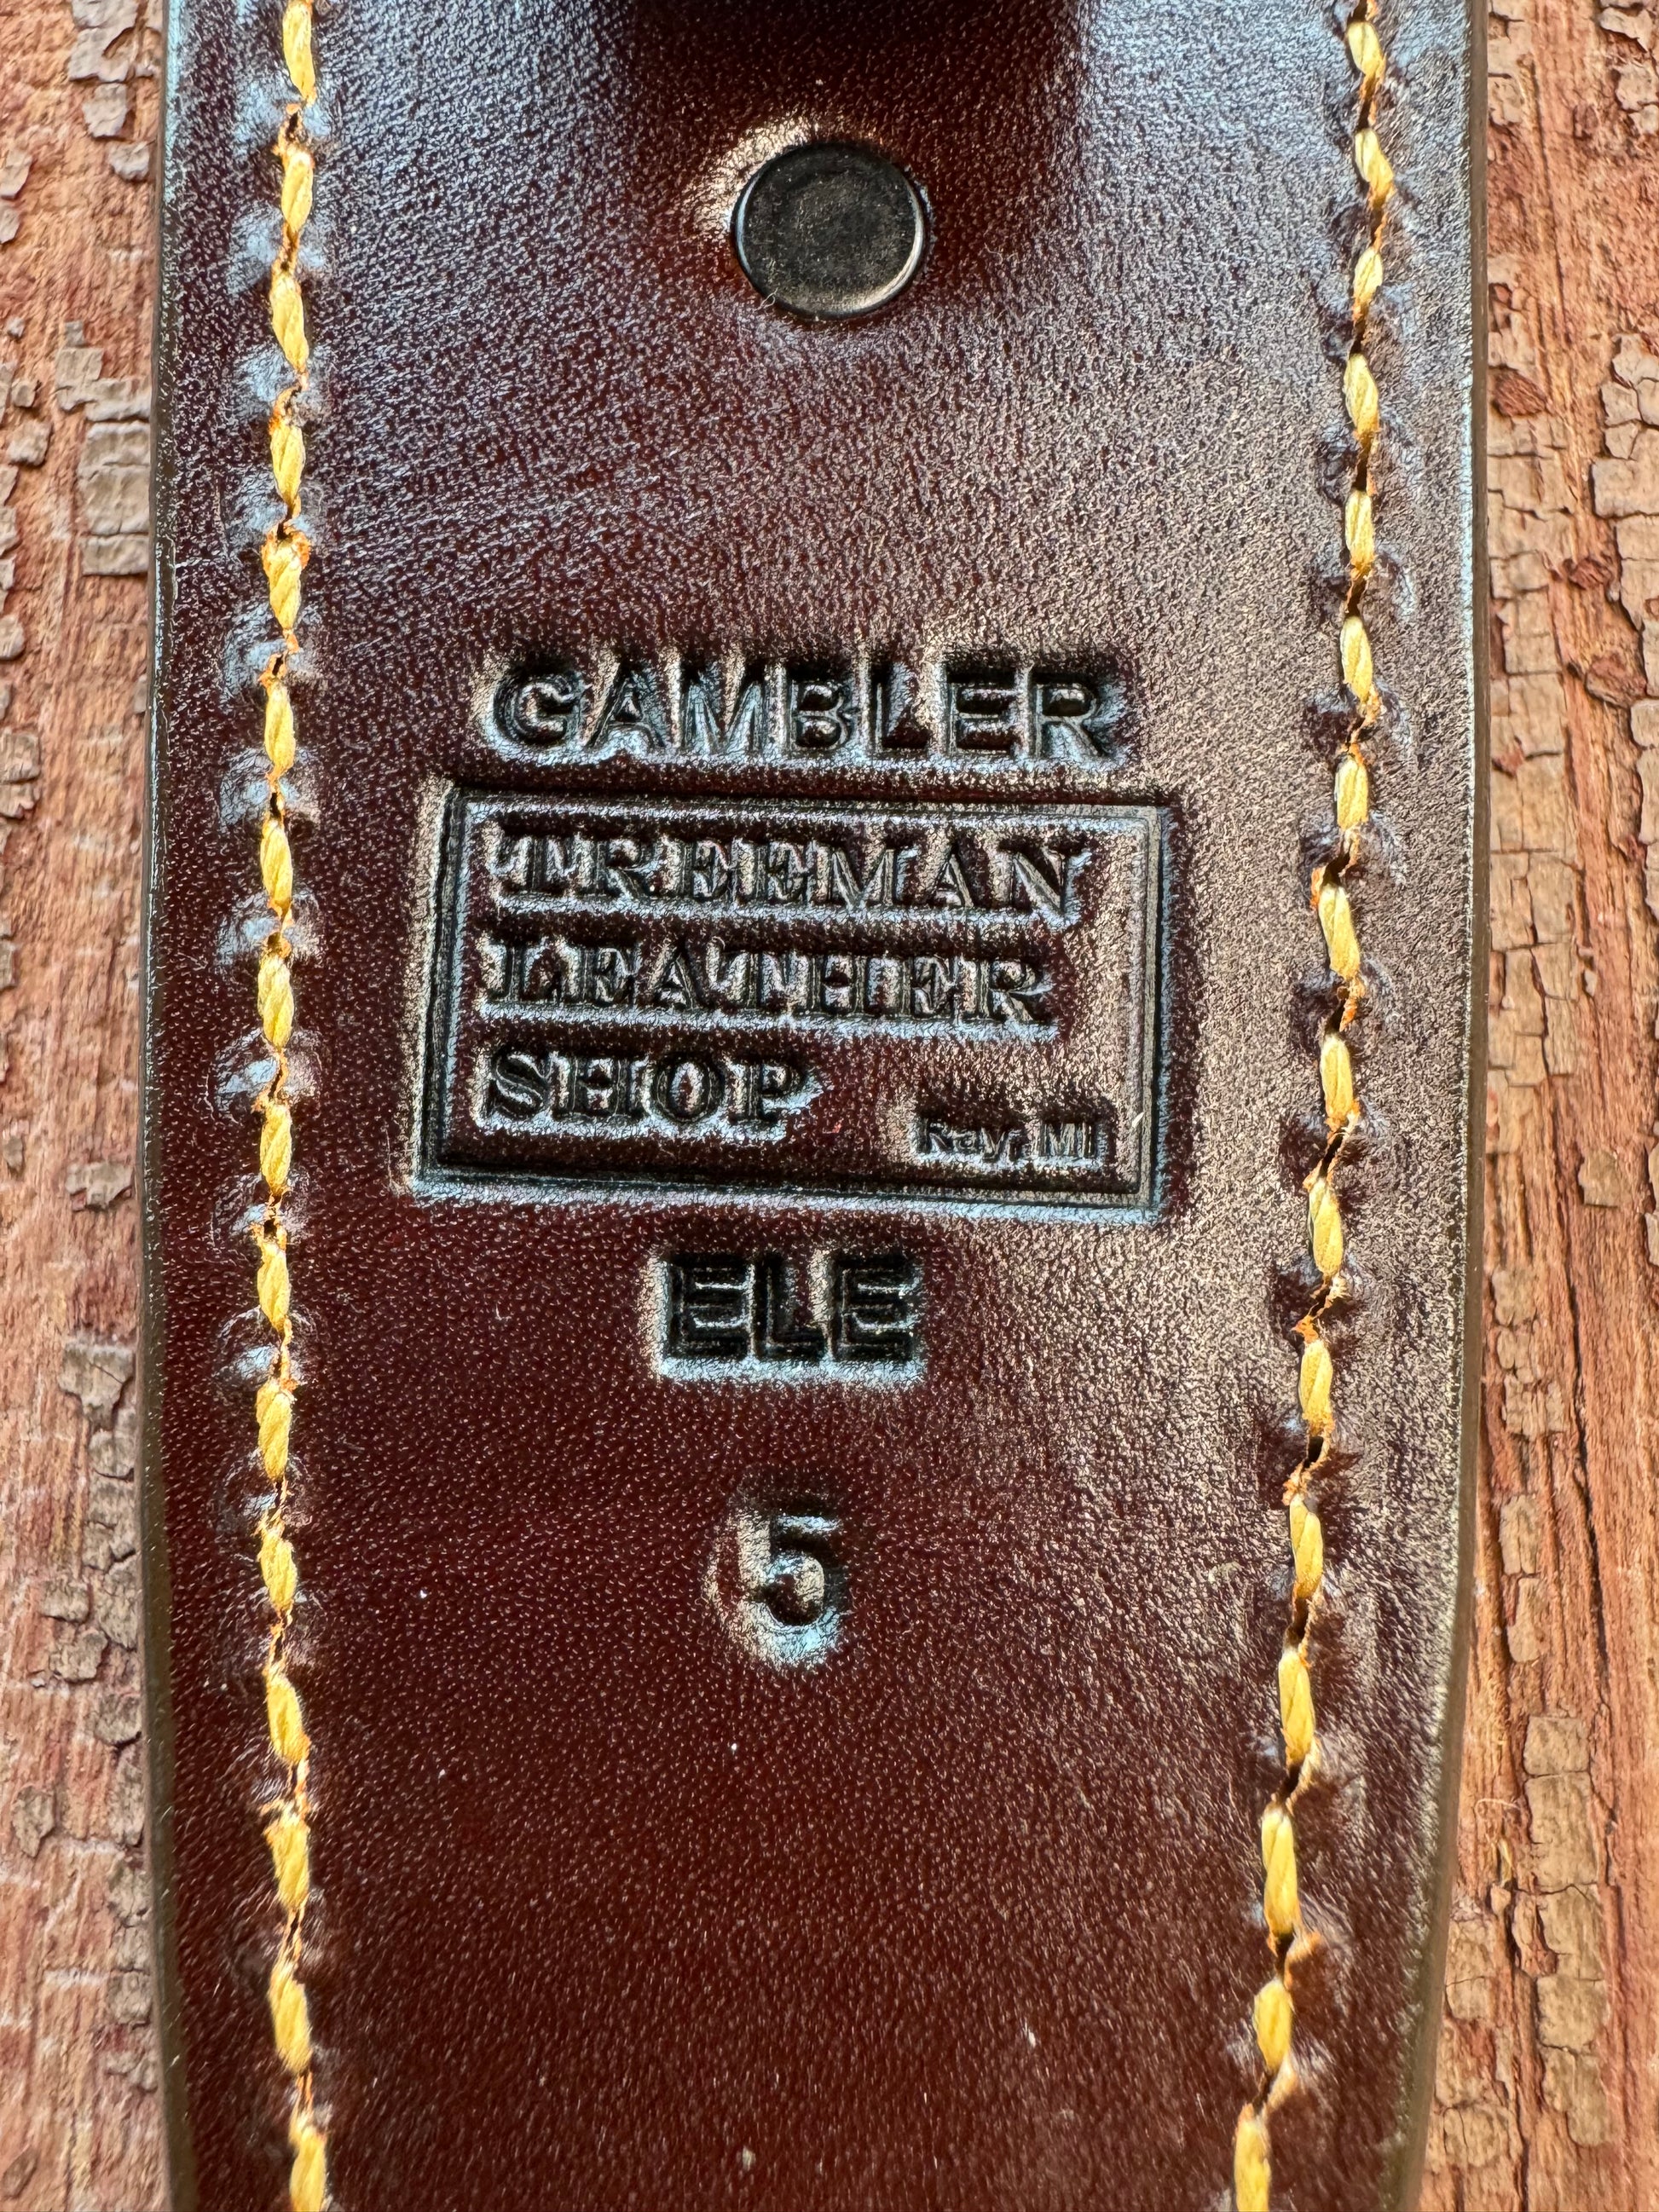 GAMBLER
TREEMAN
LEATHER
SHOP
Ray, MI
ELE
5